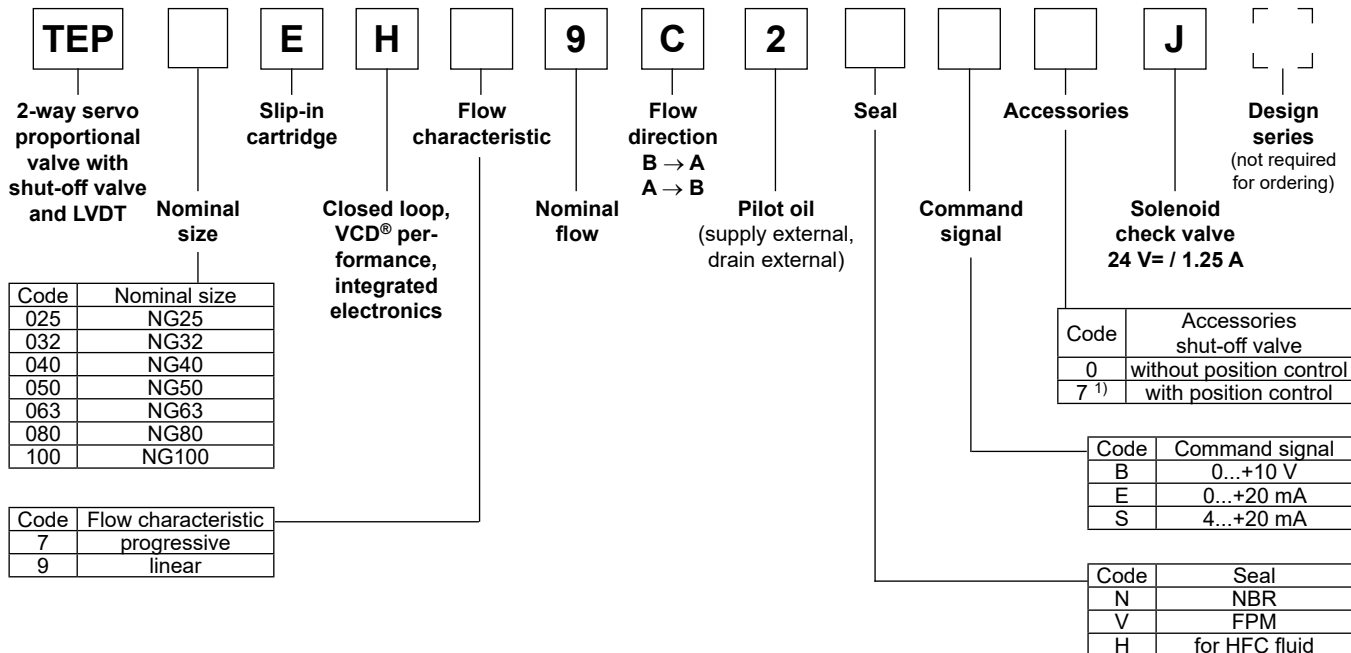 TEP E H 9 C 2 J
2-way servo
proportional
valve with
shut-off valve
and LVDT
Nominal
size
Slip-in
cartridge
Closed loop,
VCD® per-
formance,
integrated
electronics
Flow
characteristic
Nominal
flow
Flow
direction
B → A
A → B
Pilot oil
(supply external,
drain external)
Seal
Command
signal
Accessories
Solenoid
check valve
24 V= / 1.25 A
Design
series
(not required
for ordering)
Code Nominal size
025 NG25
032 NG32
040 NG40
050 NG50
063 NG63
080 NG80
100 NG100
Code Flow characteristic
7 progressive
9 linear
Code Accessories
shut-off valve
0 without position control
7 1) with position control
Code Command signal
B 0...+10 V
E 0...+20 mA
S 4...+20 mA
Code Seal
N NBR
V FPM
H for HFC fluid